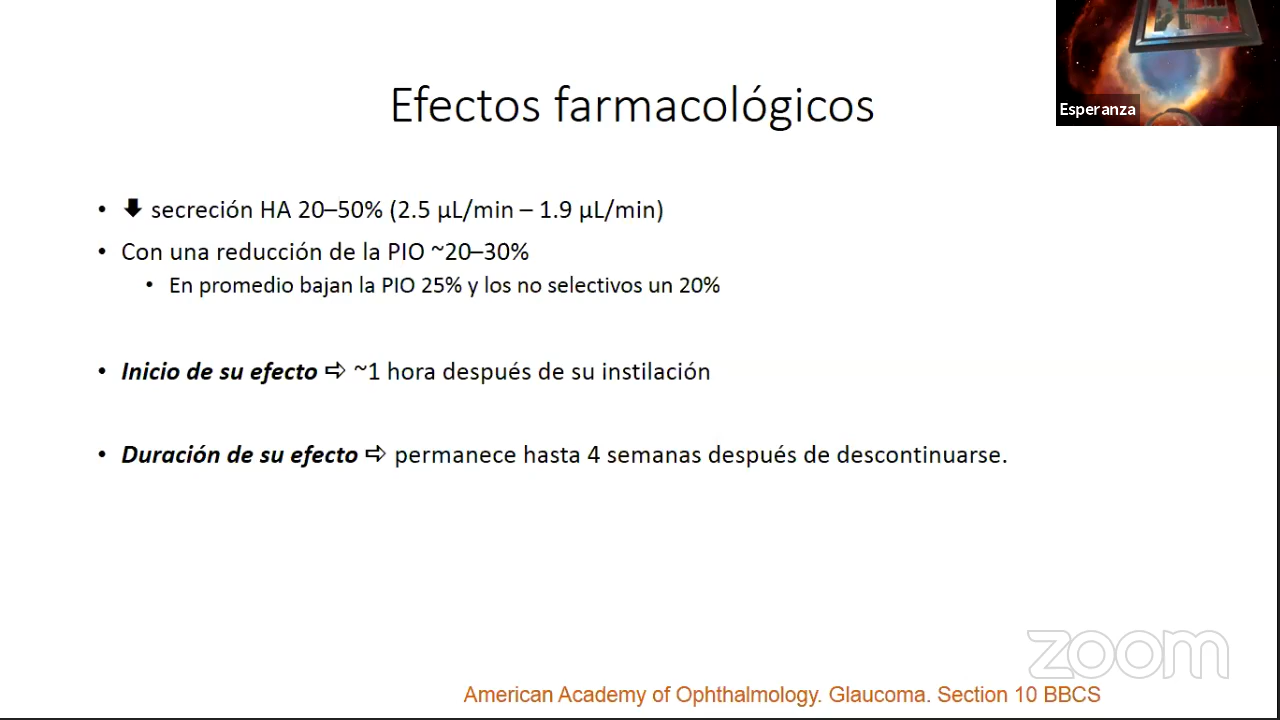 Esperanza
Efectos farmacológicos
• ⬇ secreción HA 20–50% (2.5 µL/min – 1.9 µL/min)
• Con una reducción de la PIO ~20–30%
• En promedio bajan la PIO 25% y los no selectivos un 20%
• Inicio de su efecto ⇨ ~1 hora después de su instilación
• Duración de su efecto ⇨ permanece hasta 4 semanas después de descontinuarse.
zoom
American Academy of Ophthalmology. Glaucoma. Section 10 BBCS